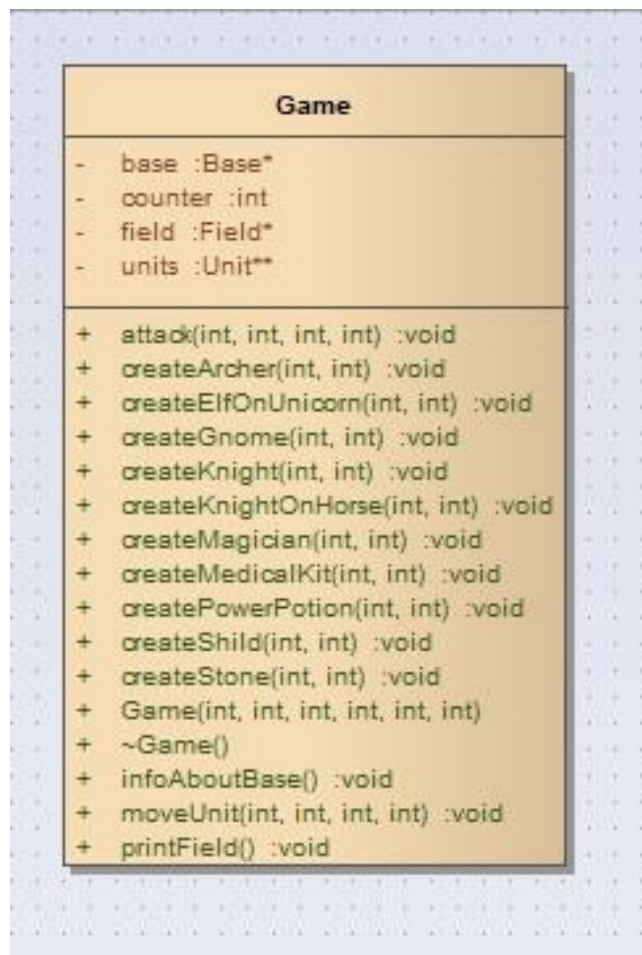 Game
- base :Base*
- counter :int
- field :Field*
- units :Unit**
+ attack(int, int, int, int) :void
+ createArcher(int, int) :void
+ createElfOnUnicorn(int, int) :void
+ createGnome(int, int) :void
+ createKnight(int, int) :void
+ createKnightOnHorse(int, int) :void
+ createMagician(int, int) :void
+ createMedicalKit(int, int) :void
+ createPowerPotion(int, int) :void
+ createShild(int, int) :void
+ createStone(int, int) :void
+ Game(int, int, int, int, int, int)
+ ~Game()
+ infoAboutBase() :void
+ moveUnit(int, int, int, int) :void
+ printField() :void